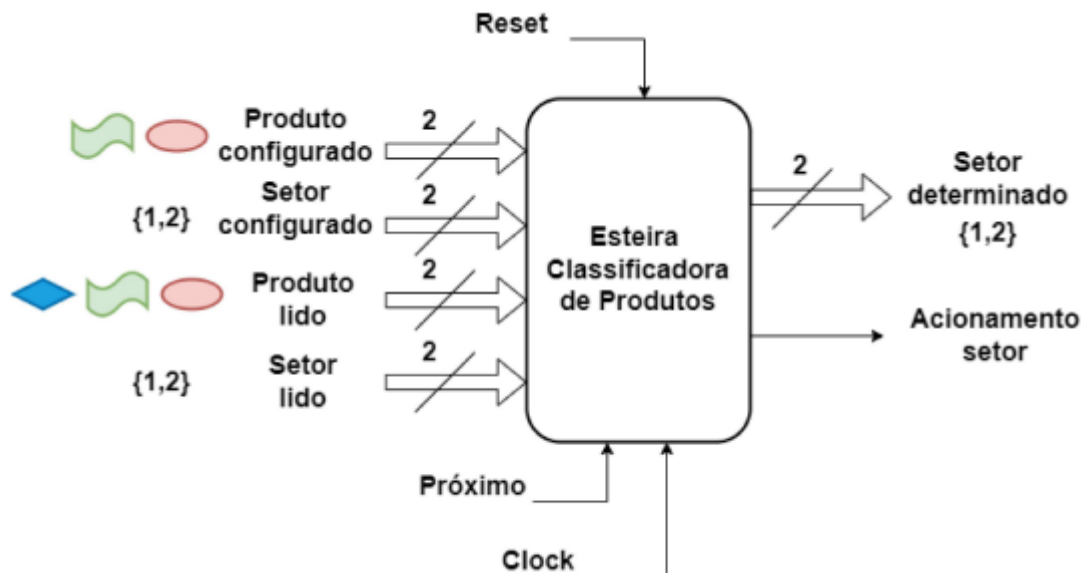 Reset
Produto
configurado
2
Setor
configurado
2
{1,2}
Produto
lido
2
Setor
lido
2
{1,2}
Esteira
Classificadora
de Produtos
2
Setor
determinado
{1,2}
Acionamento
setor
Próximo
Clock